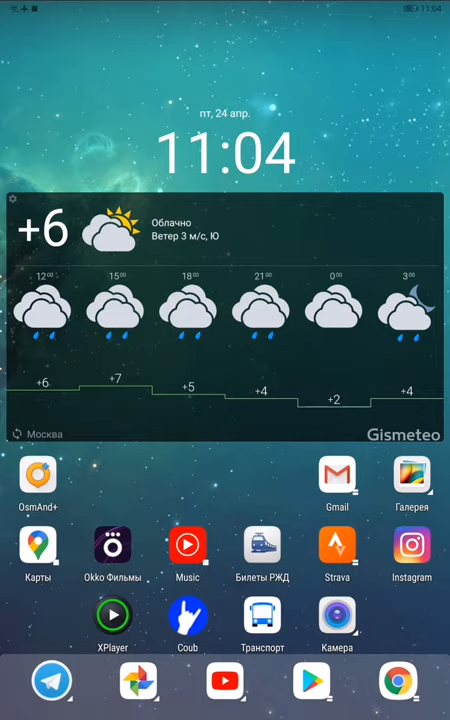 11:04
пт, 24 апр.
11:04
+6
Облачно
Ветер 3 м/с, Ю
12⁰⁰ 15⁰⁰ 18⁰⁰ 21⁰⁰ 0⁰⁰ 3⁰⁰
+6 +7 +5 +4 +2 +4
Москва Gismeteo
OsmAnd+ Gmail Галерея
Карты Okko Фильмы Music Билеты РЖД Strava Instagram
XPlayer Coub Транспорт Камера